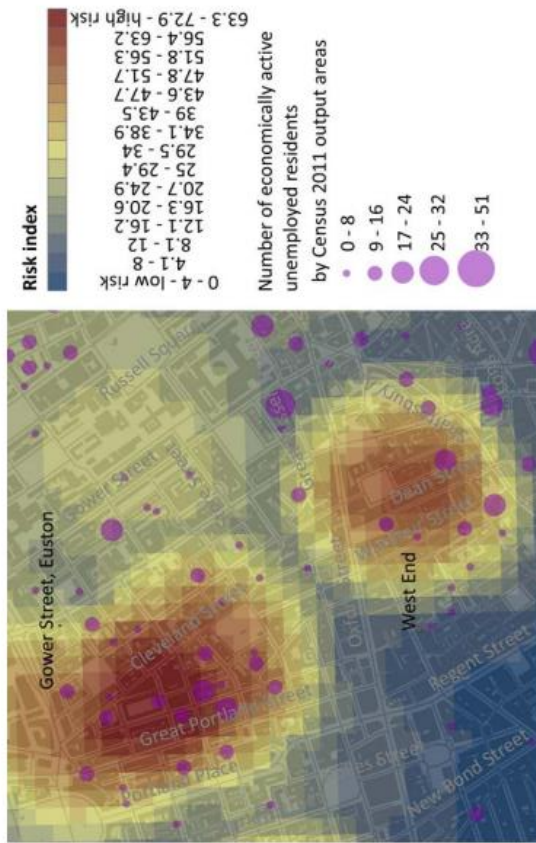 Gower Street, Euston
Gower Street
Russell Square
Cleveland Street
Great Portland Street
Portland Place
West End
Dean Street
Regent Street
New Bond Street
Risk index
63.3 - 72.9 - high risk
56.4 - 63.2
51.8 - 56.3
47.8 - 51.7
43.6 - 47.7
39 - 43.5
34.1 - 38.9
29.5 - 34
25 - 29.4
20.7 - 24.9
16.3 - 20.6
12.1 - 16.2
8.1 - 12
4.1 - 8
0 - 4 - low risk
Number of economically active
unemployed residents
by Census 2011 output areas
0 - 8
9 - 16
17 - 24
25 - 32
33 - 51